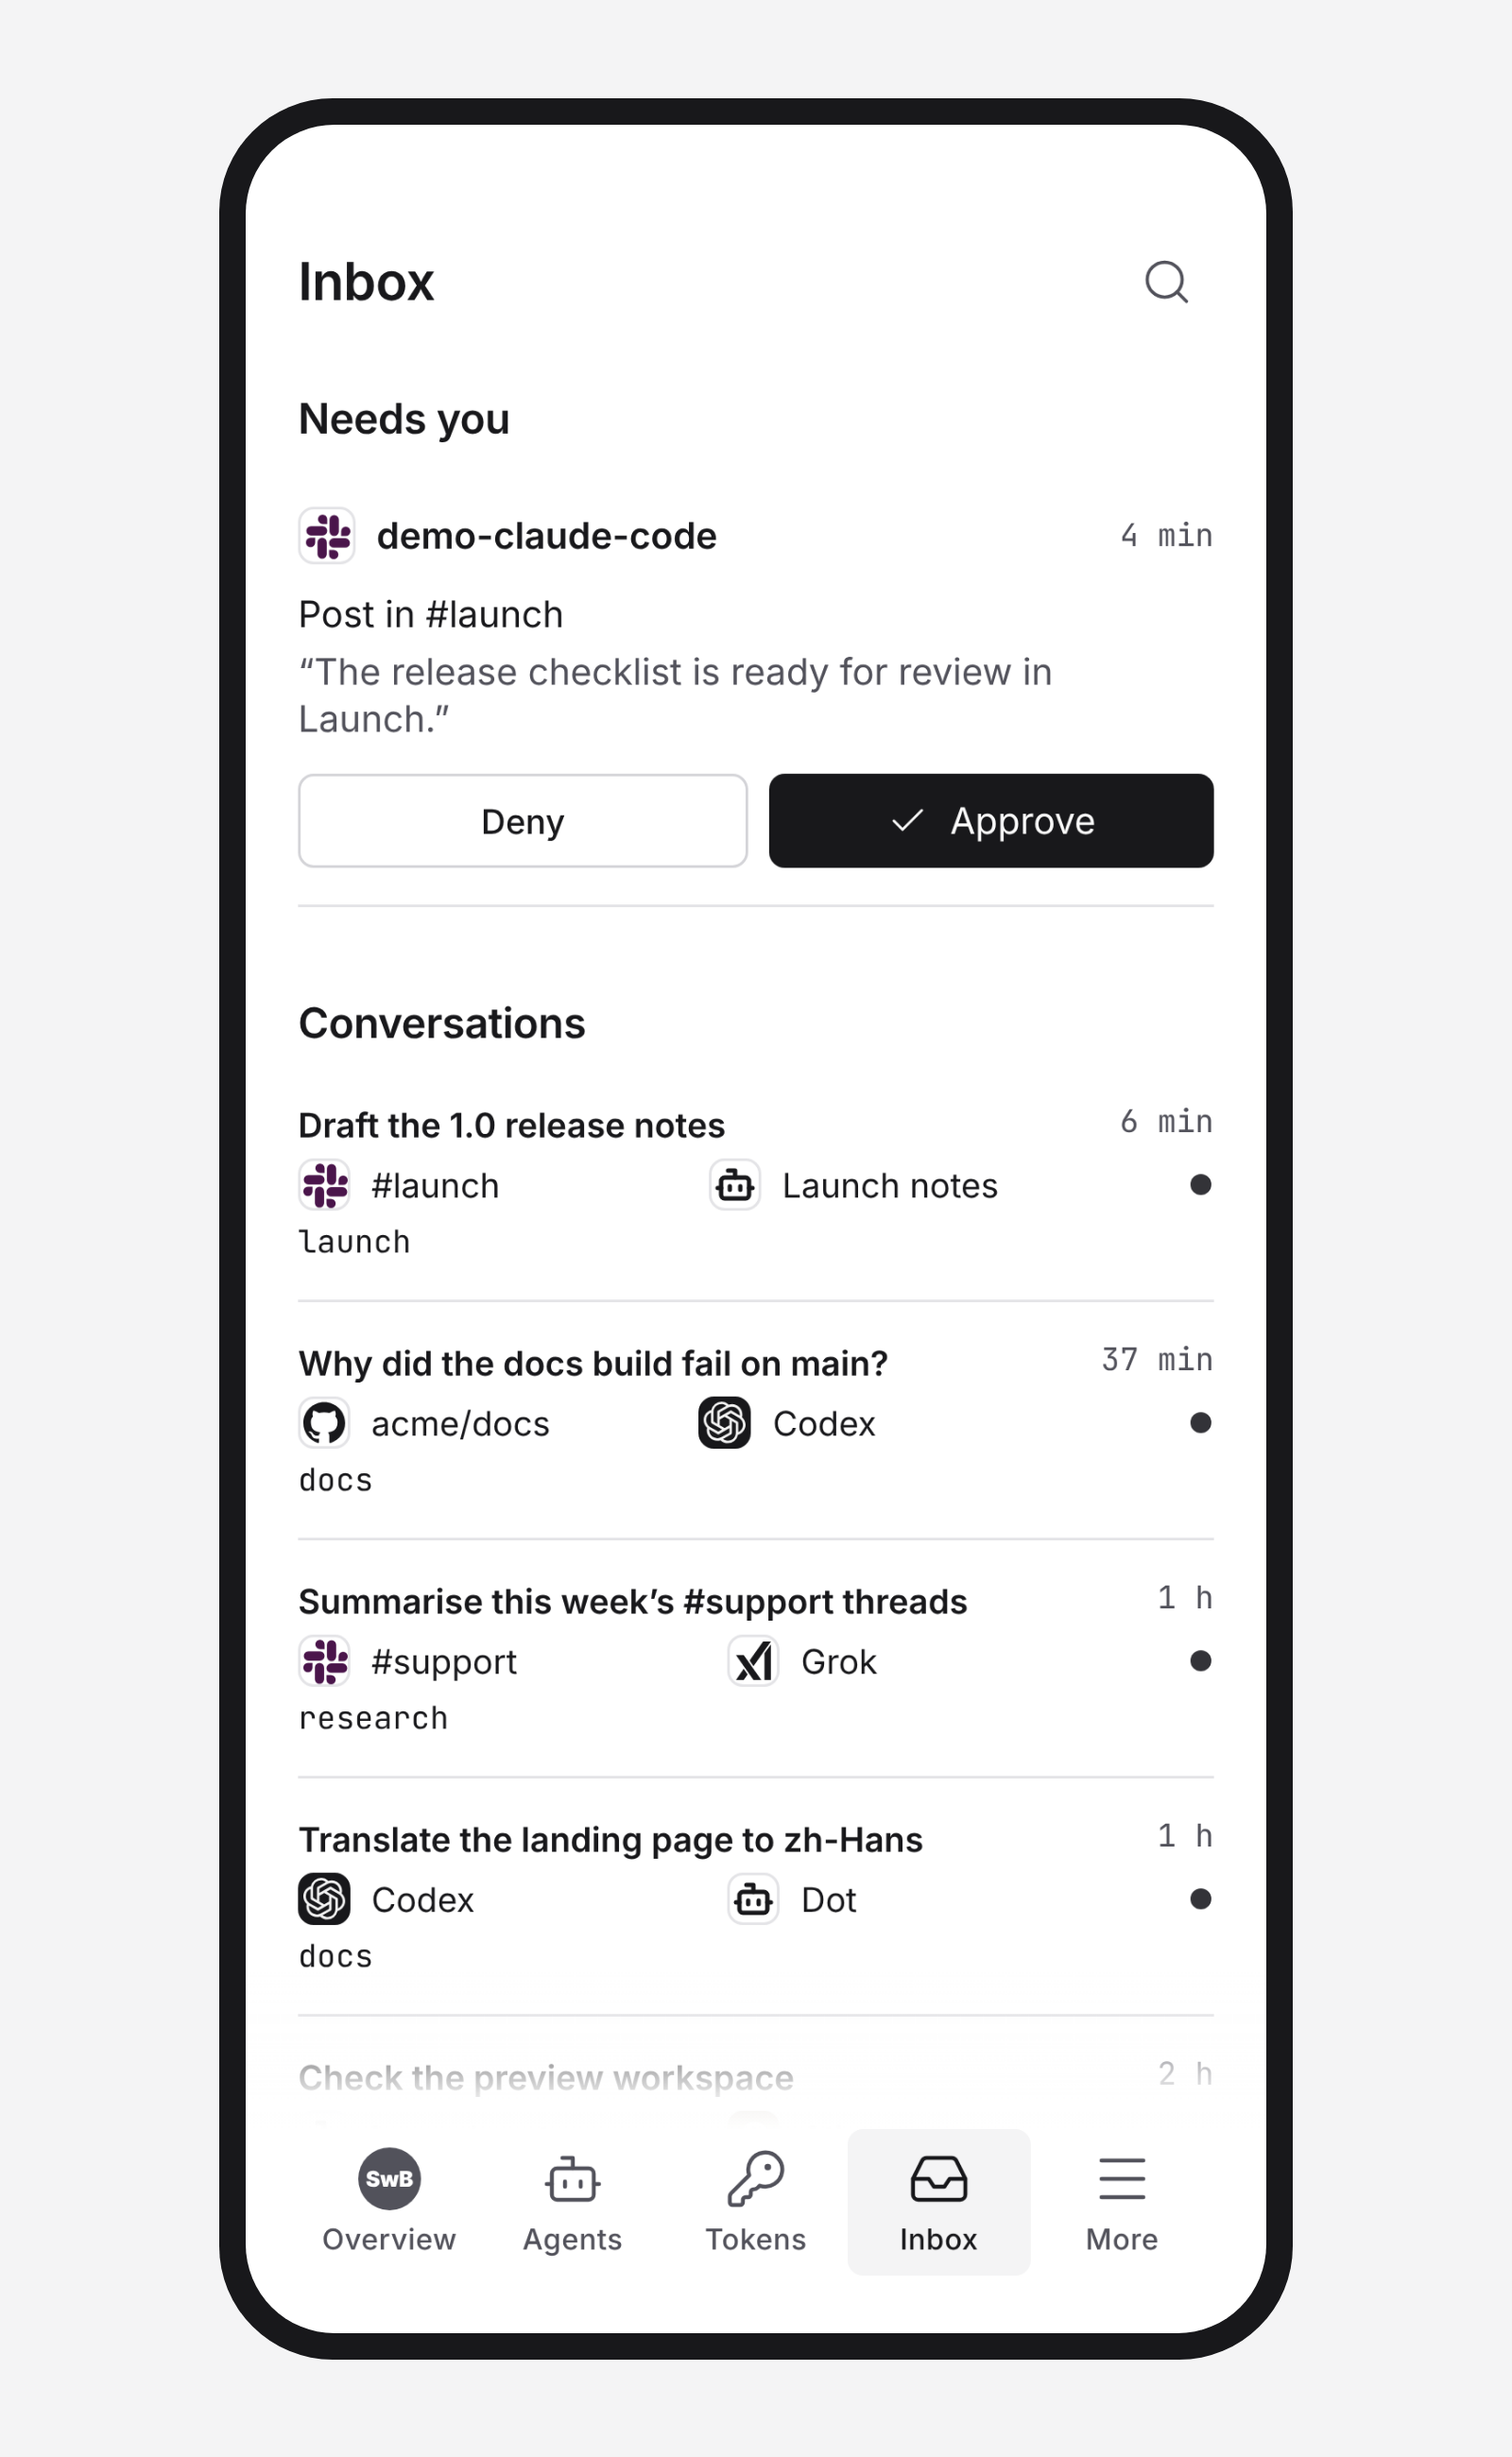 Inbox
Needs you
demo-claude-code 4 min
Post in #launch
“The release checklist is ready for review in
Launch.”
Deny Approve
Conversations
Draft the 1.0 release notes 6 min
#launch Launch notes
launch
Why did the docs build fail on main? 37 min
acme/docs Codex
docs
Summarise this week’s #support threads 1 h
#support Grok
research
Translate the landing page to zh-Hans 1 h
Codex Dot
docs
Check the preview workspace 2 h
SwB
Overview Agents Tokens Inbox More